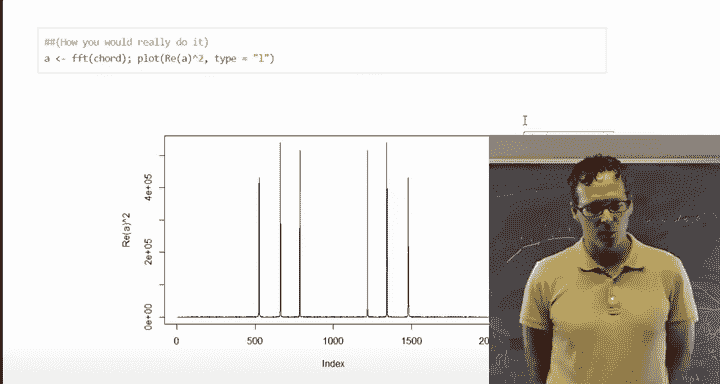 ##(How you would really do it)
a <- fft(chord); plot(Re(a)^2, type = "l")
Re(a)^2
4e+05
2e+05
0e+00
0
500
1000
1500
Index